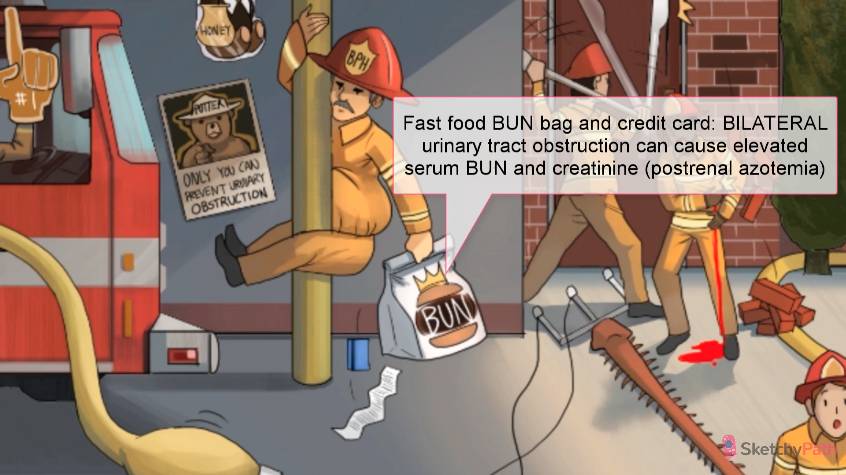 HONEY
#1
BPH
POTTER
ONLY YOU CAN
PREVENT URINARY
OBSTRUCTION
Fast food BUN bag and credit card: BILATERAL
urinary tract obstruction can cause elevated
serum BUN and creatinine (postrenal azotemia)
BUN
SketchyPath